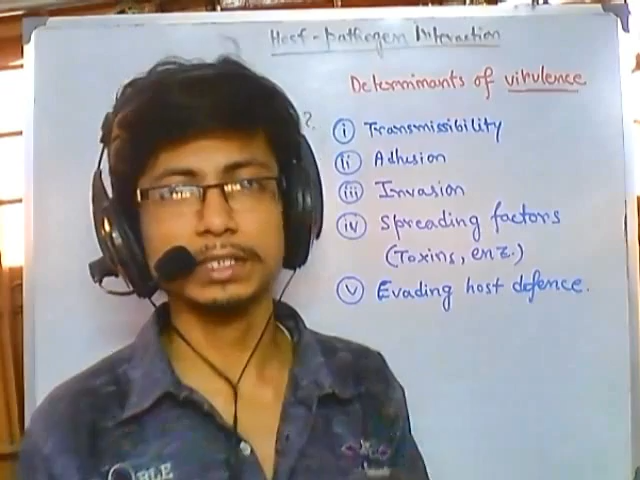 Host-pathogen Interaction
Determinants of virulence
?
(i) Transmissibility
(ii) Adhesion
(iii) Invasion
(iv) Spreading factors
(Toxins, enz.)
(v) Evading host defence.